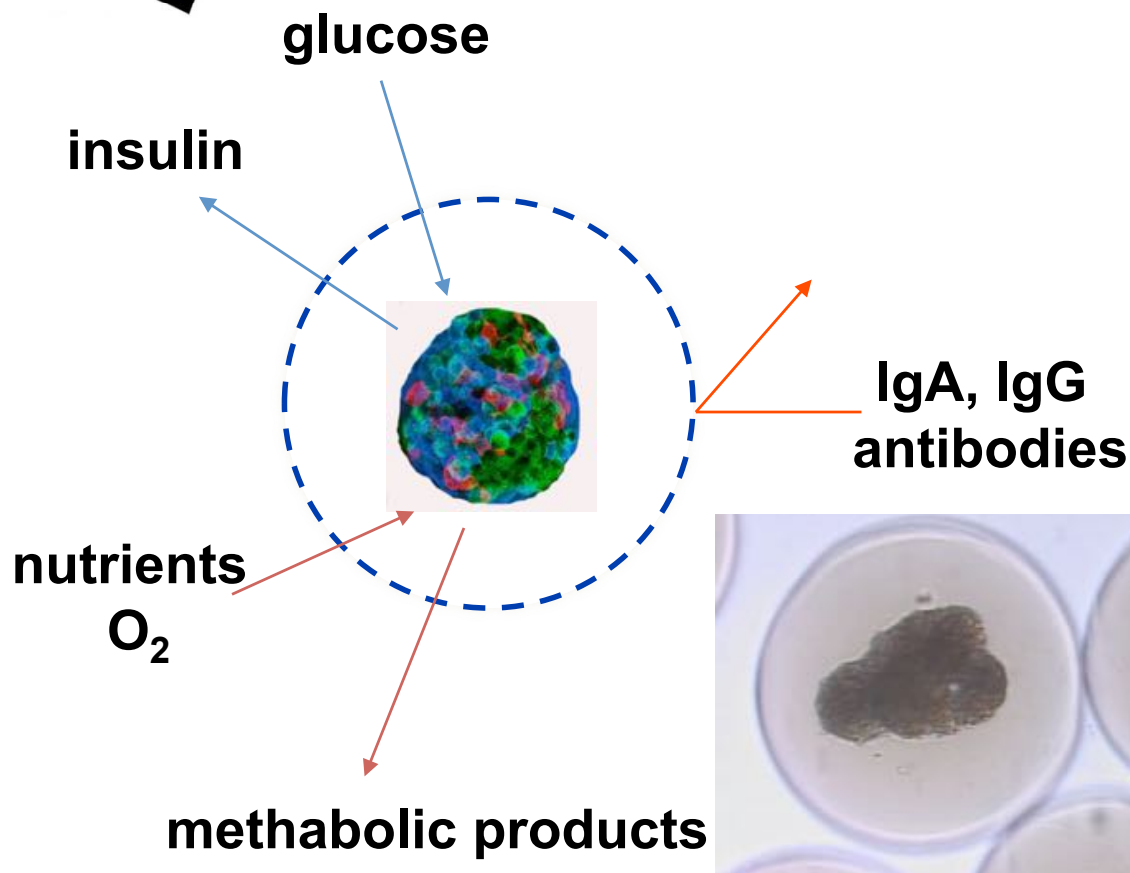 glucose
insulin
IgA, IgG
antibodies
nutrients
O₂
methabolic products